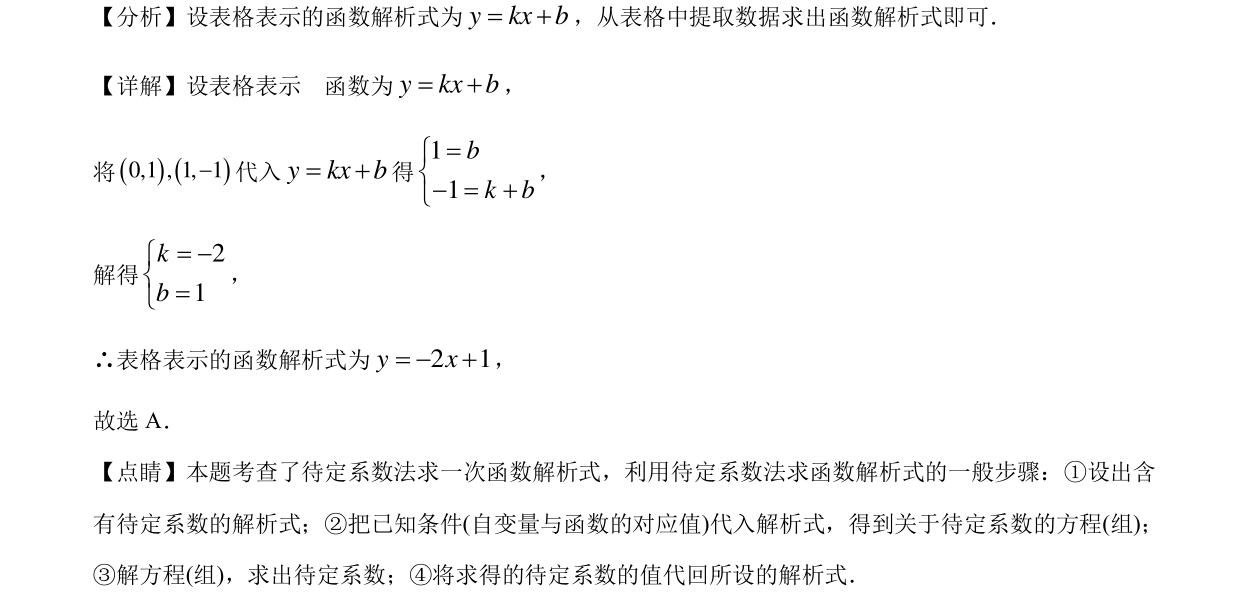 【分析】设表格表示的函数解析式为 y = kx + b，从表格中提取数据求出函数解析式即可．
【详解】设表格表示　函数为 y = kx + b，
将(0,1),(1,−1)代入 y = kx + b 得{1 = b
−1 = k + b，
解得{k = −2
b = 1，
∴表格表示的函数解析式为 y = −2x + 1，
故选 A．
【点睛】本题考查了待定系数法求一次函数解析式，利用待定系数法求函数解析式的一般步骤：①设出含
有待定系数的解析式；②把已知条件(自变量与函数的对应值)代入解析式，得到关于待定系数的方程(组)；
③解方程(组)，求出待定系数；④将求得的待定系数的值代回所设的解析式．